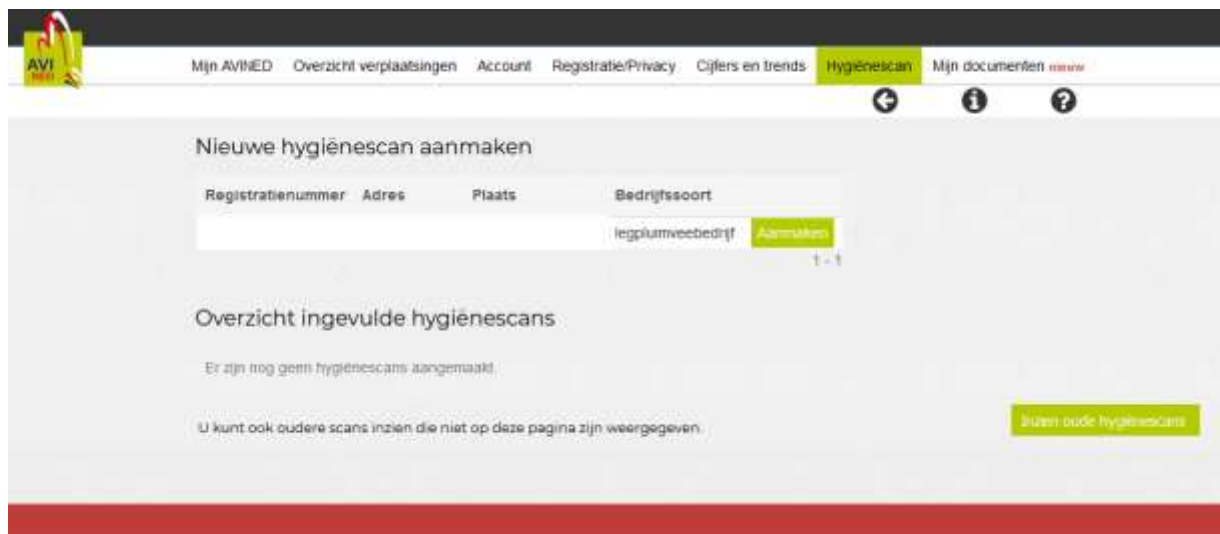 AVI
NED
Mijn AVINED Overzicht verplaatsingen Account Registratie/Privacy Cijfers en trends Hygiënescan Mijn documenten nieuw
Nieuwe hygiënescan aanmaken
Registratienummer Adres Plaats Bedrijfssoort
legpluimveebedrijf Aanmaken
1 - 1
Overzicht ingevulde hygiënescans
Er zijn nog geen hygiënescans aangemaakt.
U kunt ook oudere scans inzien die niet op deze pagina zijn weergegeven.
Inzien oude hygiënescans